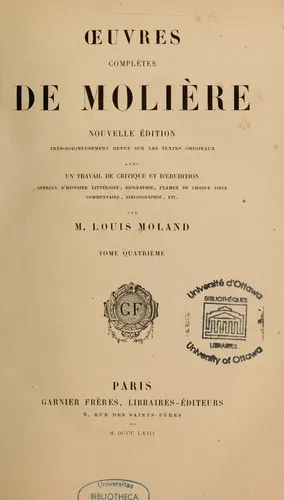 ŒUVRES
COMPLÈTES
DE MOLIÈRE
NOUVELLE ÉDITION
TRÈS-SOIGNEUSEMENT REVUE SUR LES TEXTES ORIGINAUX
AVEC
UN TRAVAIL DE CRITIQUE ET D'ÉRUDITION
APERÇUS D'HISTOIRE LITTÉRAIRE, BIOGRAPHIE, EXAMEN DE CHAQUE PIÈCE
COMMENTAIRE, BIBLIOGRAPHIE, ETC.
PAR
M. LOUIS MOLAND
TOME QUATRIÈME
GF
Université d'Ottawa
BIBLIOTHÈQUES
LIBRARIES
University of Ottawa
PARIS
GARNIER FRÈRES, LIBRAIRES-ÉDITEURS
6, RUE DES SAINTS-PÈRES
M DCCC LXIII
Universitas
BIBLIOTHECA